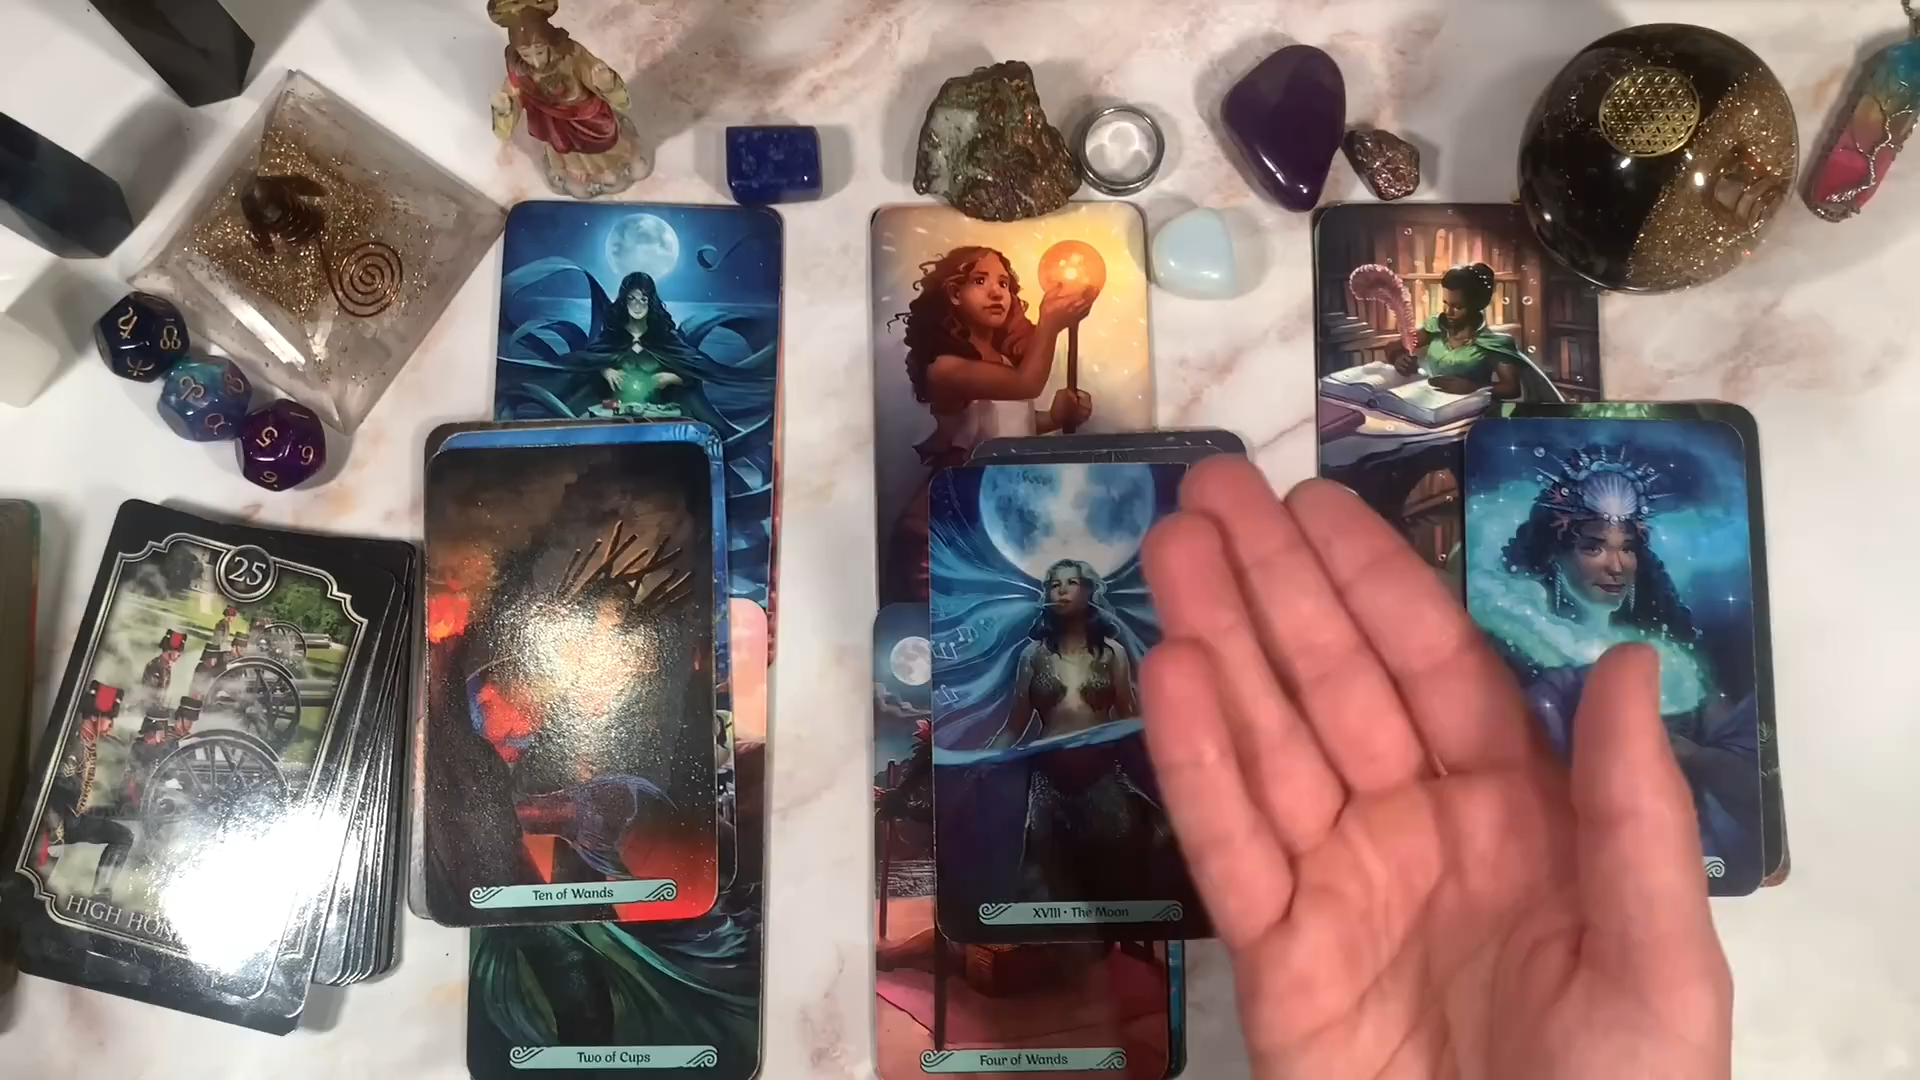 25
HIGH HON
Ten of Wands
XVIII • The Moon
Two of Cups
Four of Wands